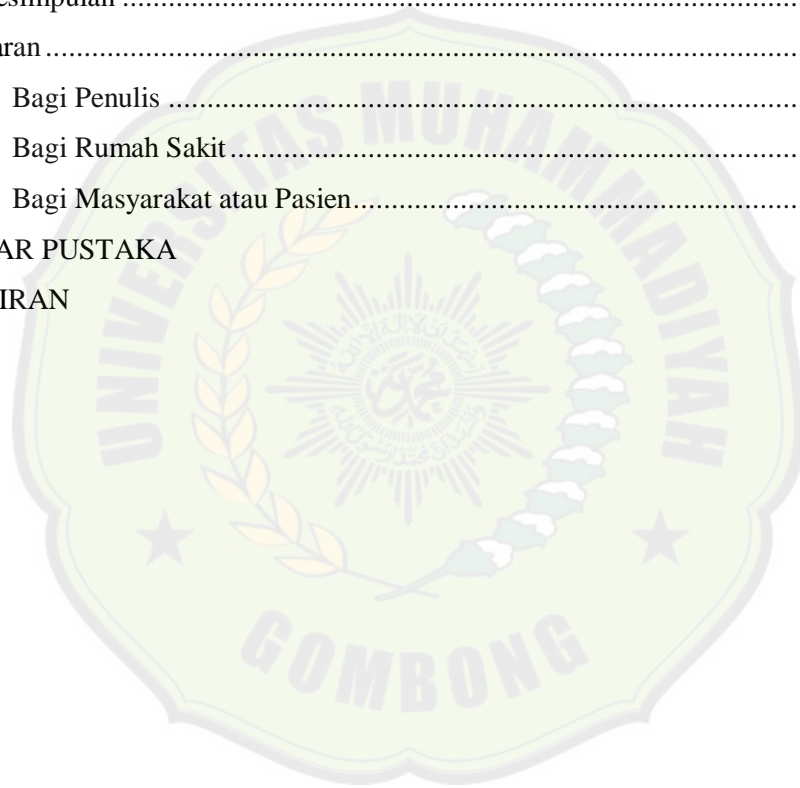 esimpulan ........................................................................................
aran ..................................................................................................
Bagi Penulis .................................................................................
Bagi Rumah Sakit ........................................................................
Bagi Masyarakat atau Pasien........................................................
AR PUSTAKA
IRAN
UNIVERSITAS MUHAMMADIYAH
GOMBONG